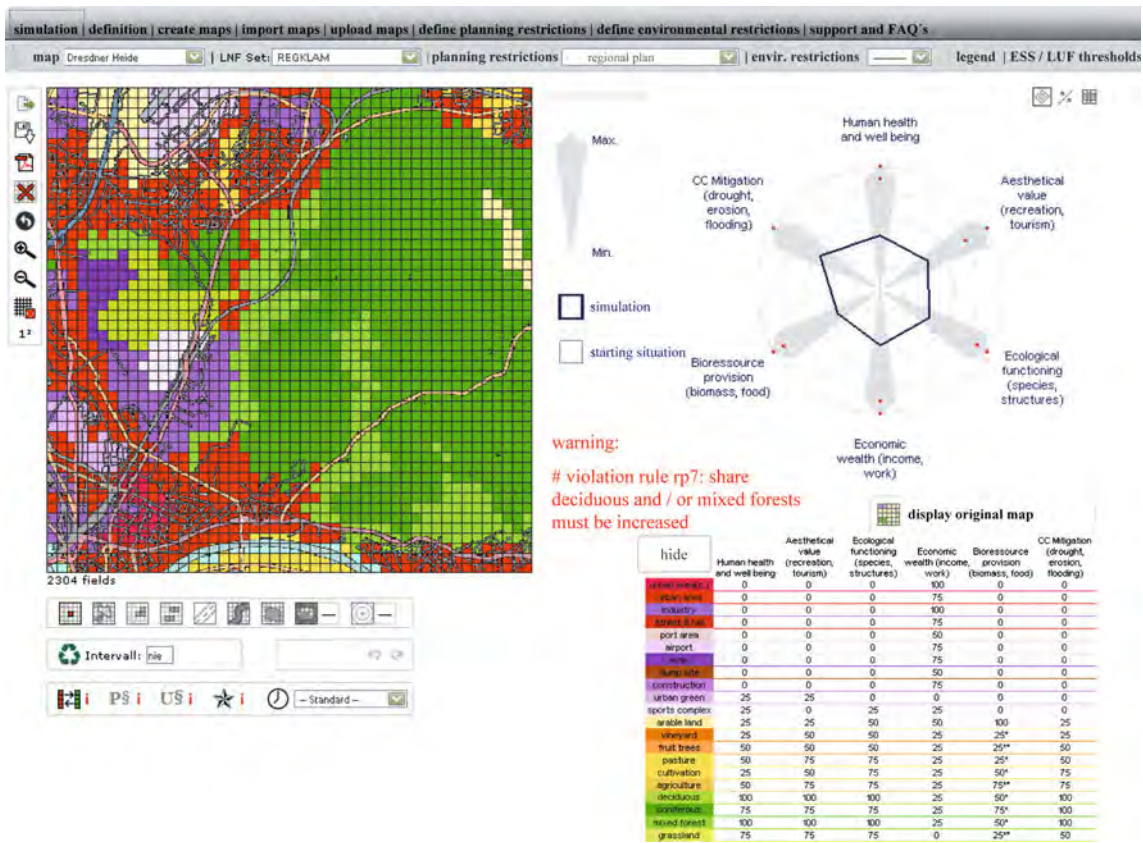 simulation | definition | create maps | import maps | upload maps | define planning restrictions | define environmental restrictions | support and FAQ´s
map Dresdner Heide | LNF Set: REGKLAM | planning restrictions regional plan | envir. restrictions legend | ESS / LUF thresholds
Max.
Min.
simulation
starting situation
Human health
and well being
CC Mitigation
(drought,
erosion,
flooding)
Aesthetical
value
(recreation,
tourism)
Bioressource
provision
(biomass, food)
Ecological
functioning
(species,
structures)
Economic
wealth (income,
work)
warning:
# violation rule rp7: share
deciduous and / or mixed forests
must be increased
display original map
1²
2304 fields
Intervall: nie
i P§ i U§ i i – Standard –
hide
Human health
and well being
Aesthetical
value
(recreation,
tourism)
Ecological
functioning
(species,
structures)
Economic
wealth (income,
work)
Bioressource
provision
(biomass, food)
CC Mitigation
(drought,
erosion,
flooding)
0 0 0 100 0 0
urban area 0 0 0 75 0 0
industry 0 0 0 100 0 0
street & rail 0 0 0 75 0 0
port area 0 0 0 50 0 0
airport 0 0 0 75 0 0
0 0 0 75 0 0
dump site 0 0 0 50 0 0
construction 0 0 0 75 0 0
urban green 25 25 0 0 0 0
sports complex 25 0 25 25 0 0
arable land 25 25 50 50 100 25
vineyard 25 50 50 25 25* 25
fruit trees 50 50 50 25 25** 50
pasture 50 75 75 25 25* 50
cultivation 25 50 75 25 50* 75
agriculture 50 75 75 25 75** 75
deciduous 100 100 100 25 50* 100
coniferous 75 75 75 25 75* 100
mixed forest 100 100 100 25 50* 100
grassland 75 75 75 0 25** 50